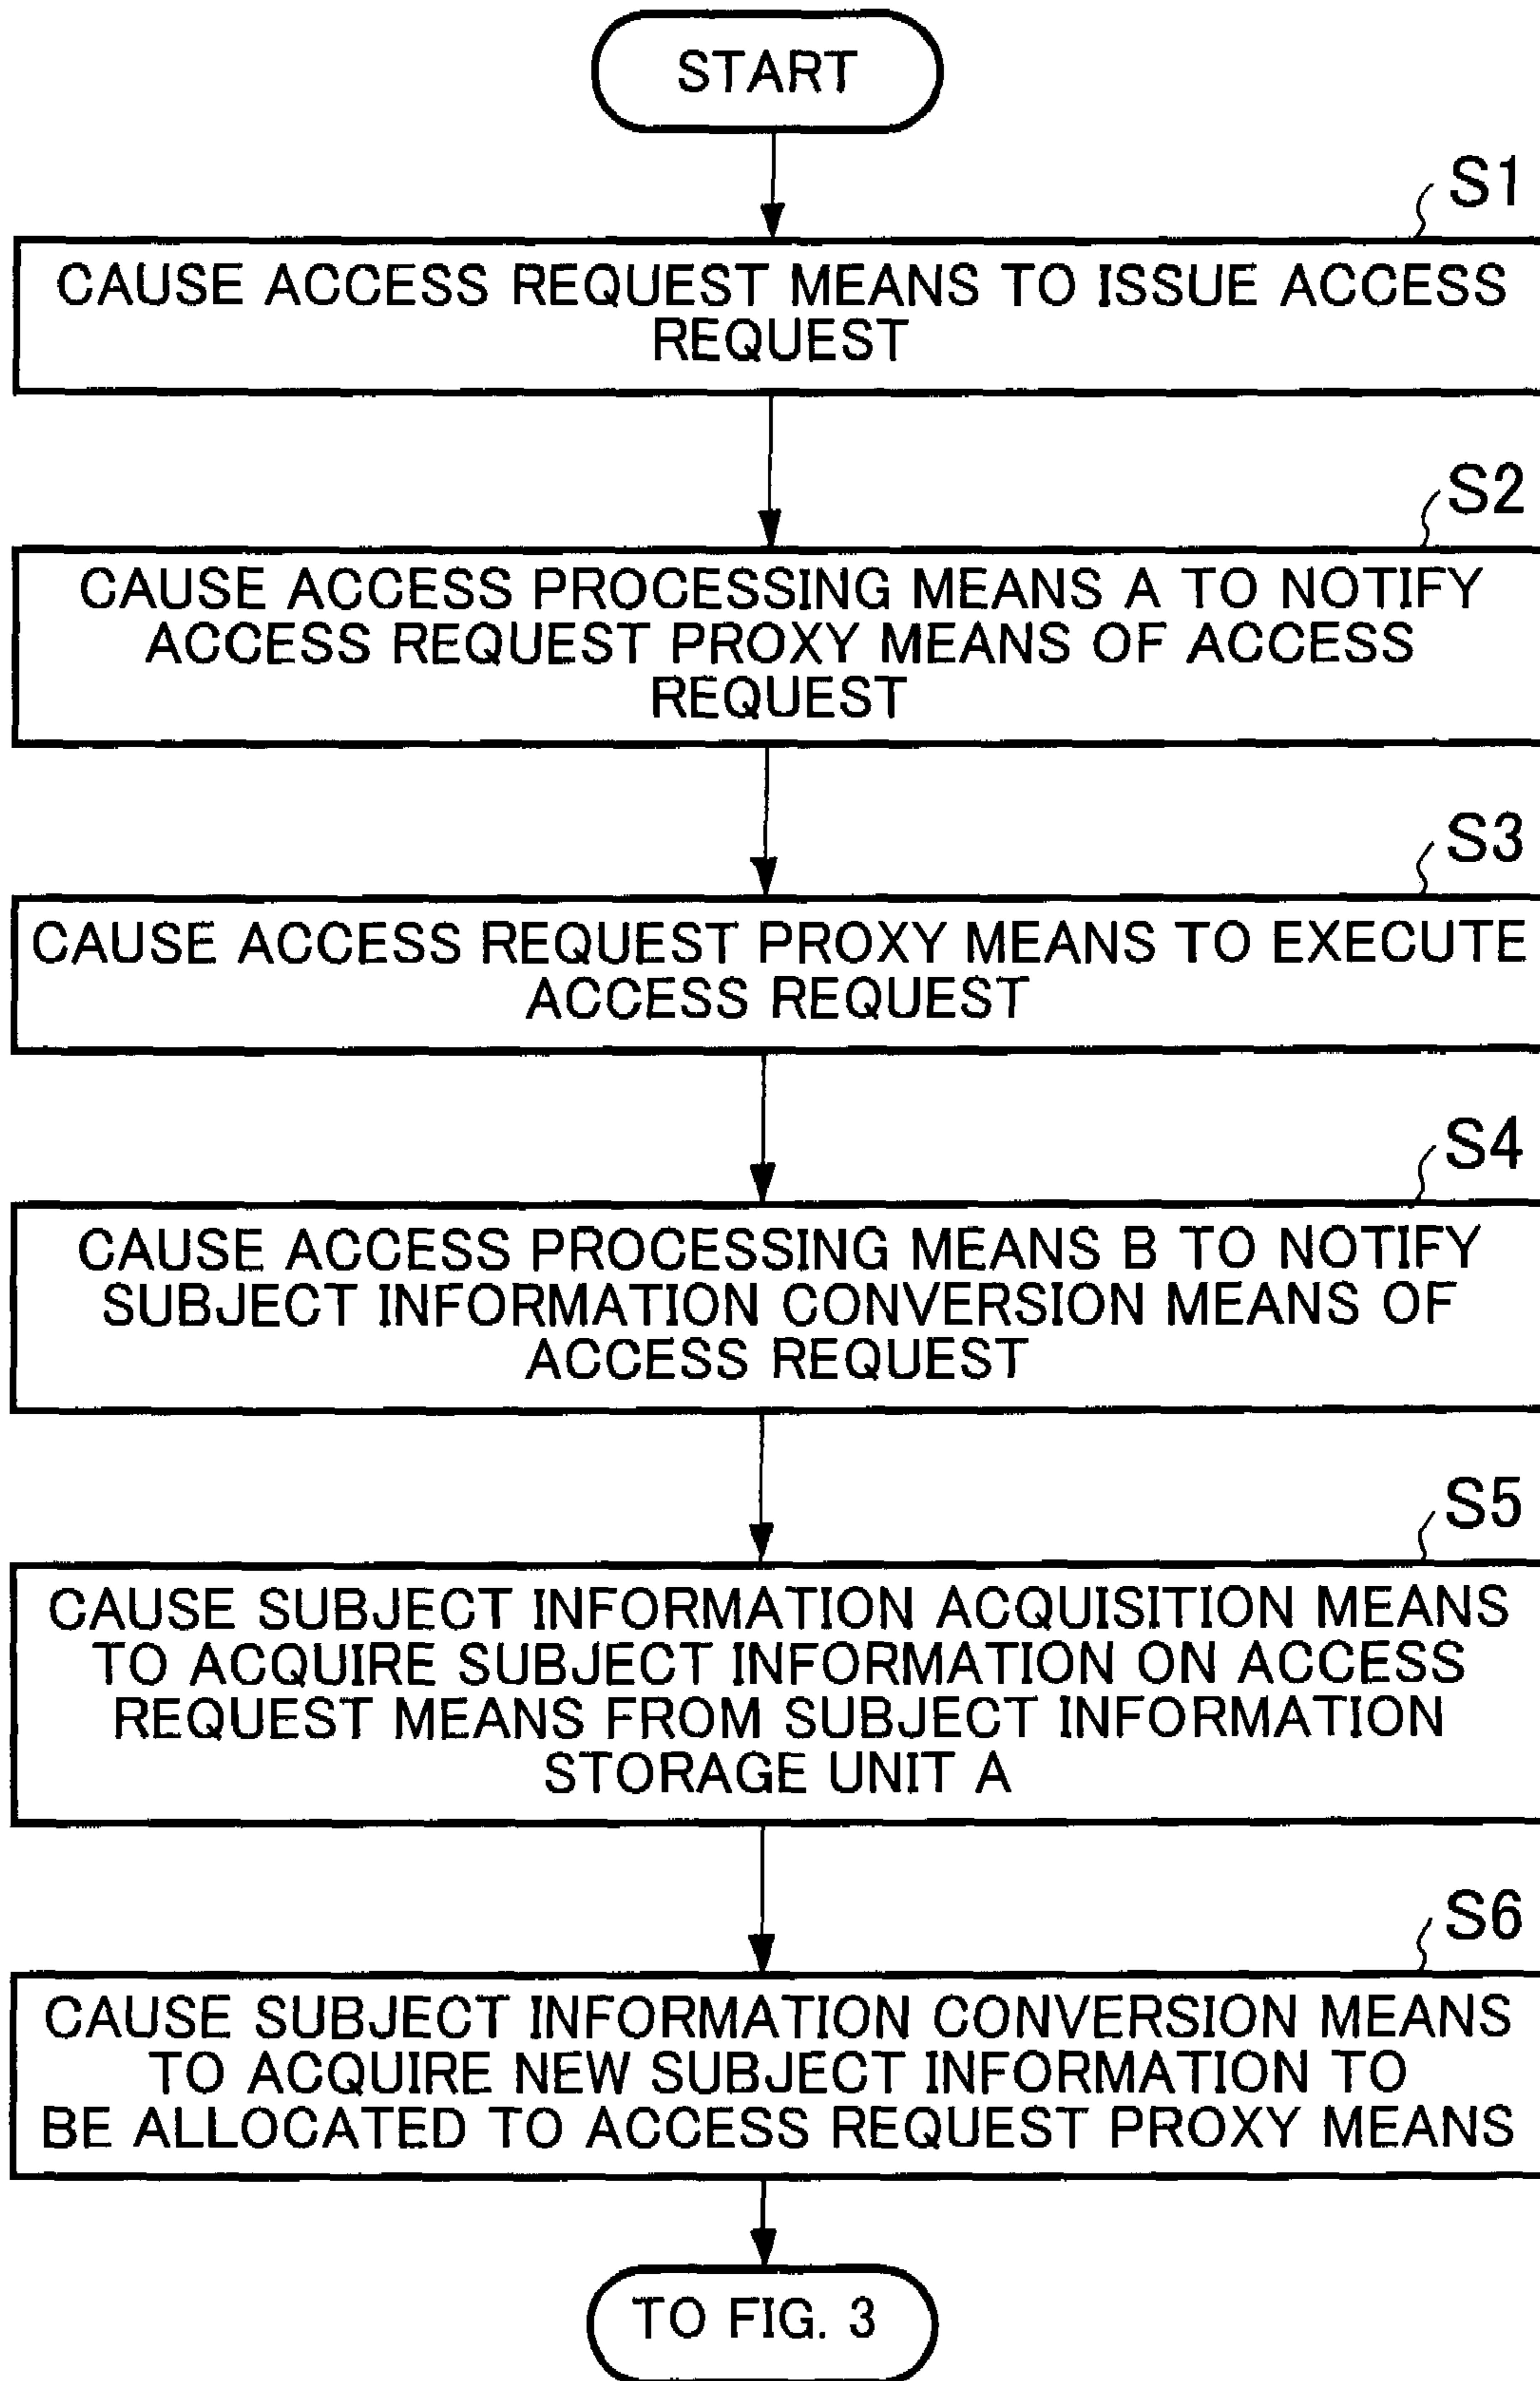 START
S1
CAUSE ACCESS REQUEST MEANS TO ISSUE ACCESS
REQUEST
S2
CAUSE ACCESS PROCESSING MEANS A TO NOTIFY
ACCESS REQUEST PROXY MEANS OF ACCESS
REQUEST
S3
CAUSE ACCESS REQUEST PROXY MEANS TO EXECUTE
ACCESS REQUEST
S4
CAUSE ACCESS PROCESSING MEANS B TO NOTIFY
SUBJECT INFORMATION CONVERSION MEANS OF
ACCESS REQUEST
S5
CAUSE SUBJECT INFORMATION ACQUISITION MEANS
TO ACQUIRE SUBJECT INFORMATION ON ACCESS
REQUEST MEANS FROM SUBJECT INFORMATION
STORAGE UNIT A
S6
CAUSE SUBJECT INFORMATION CONVERSION MEANS
TO ACQUIRE NEW SUBJECT INFORMATION TO
BE ALLOCATED TO ACCESS REQUEST PROXY MEANS
TO FIG. 3